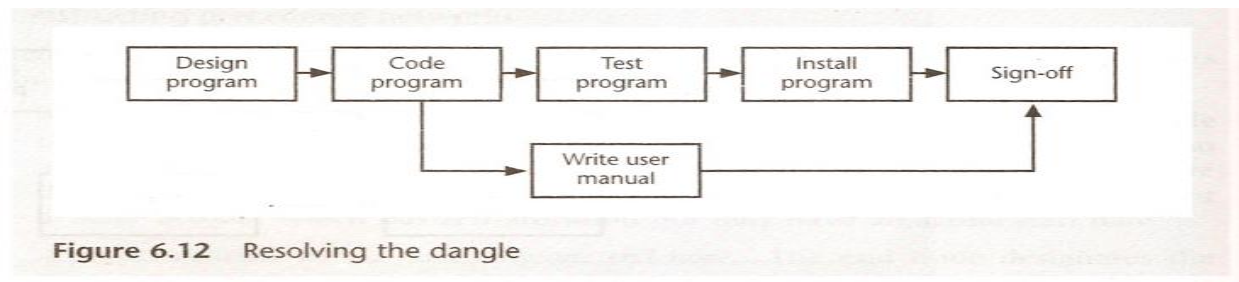 Design
program
Code
program
Test
program
Install
program
Sign-off
Write user
manual
Figure 6.12 Resolving the dangle